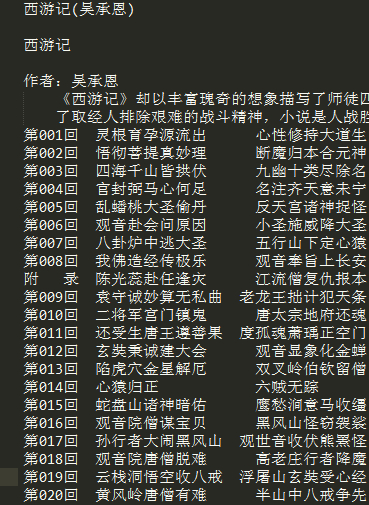 西游记(吴承恩)
西游记
作者：吴承恩
《西游记》却以丰富瑰奇的想象描写了师徒四
了取经人排除艰难的战斗精神，小说是人战胜
第001回 灵根育孕源流出 心性修持大道生
第002回 悟彻菩提真妙理 断魔归本合元神
第003回 四海千山皆拱伏 九幽十类尽除名
第004回 官封弼马心何足 名注齐天意未宁
第005回 乱蟠桃大圣偷丹 反天宫诸神捉怪
第006回 观音赴会问原因 小圣施威降大圣
第007回 八卦炉中逃大圣 五行山下定心猿
第008回 我佛造经传极乐 观音奉旨上长安
附 录 陈光蕊赴任逢灾 江流僧复仇报本
第009回 袁守诚妙算无私曲 老龙王拙计犯天条
第010回 二将军宫门镇鬼 唐太宗地府还魂
第011回 还受生唐王遵善果 度孤魂萧瑀正空门
第012回 玄奘秉诚建大会 观音显象化金蝉
第013回 陷虎穴金星解厄 双叉岭伯钦留僧
第014回 心猿归正 六贼无踪
第015回 蛇盘山诸神暗佑 鹰愁涧意马收缰
第016回 观音院僧谋宝贝 黑风山怪窃袈裟
第017回 孙行者大闹黑风山 观世音收伏熊罴怪
第018回 观音院唐僧脱难 高老庄行者降魔
第019回 云栈洞悟空收八戒 浮屠山玄奘受心经
第020回 黄风岭唐僧有难 半山中八戒争先